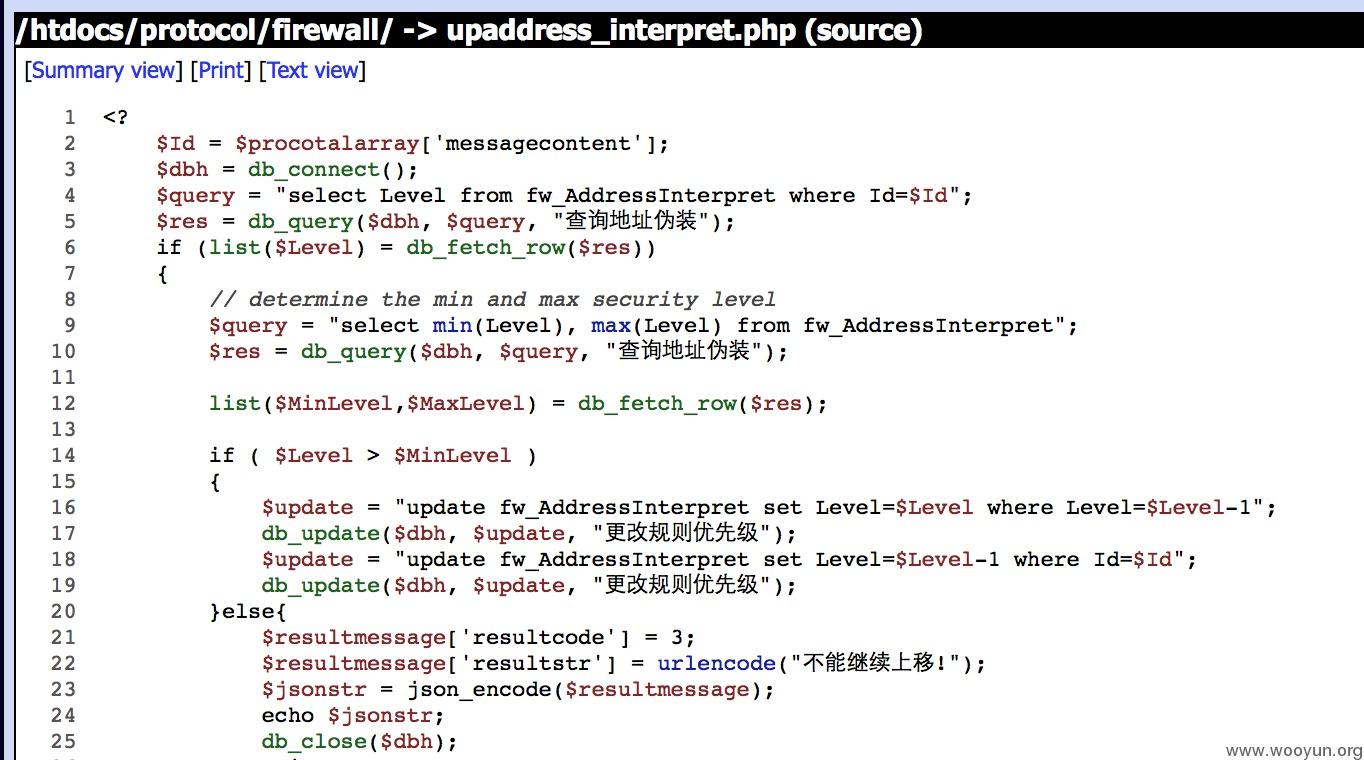 /htdocs/protocol/firewall/ -> upaddress_interpret.php (source)
[Summary view] [Print] [Text view]
1 <?
2 $Id = $procotalarray['messagecontent'];
3 $dbh = db_connect();
4 $query = "select Level from fw_AddressInterpret where Id=$Id";
5 $res = db_query($dbh, $query, "查询地址伪装");
6 if (list($Level) = db_fetch_row($res))
7 {
8 // determine the min and max security level
9 $query = "select min(Level), max(Level) from fw_AddressInterpret";
10 $res = db_query($dbh, $query, "查询地址伪装");
11
12 list($MinLevel,$MaxLevel) = db_fetch_row($res);
13
14 if ( $Level > $MinLevel )
15 {
16 $update = "update fw_AddressInterpret set Level=$Level where Level=$Level-1";
17 db_update($dbh, $update, "更改规则优先级");
18 $update = "update fw_AddressInterpret set Level=$Level-1 where Id=$Id";
19 db_update($dbh, $update, "更改规则优先级");
20 }else{
21 $resultmessage['resultcode'] = 3;
22 $resultmessage['resultstr'] = urlencode("不能继续上移!");
23 $jsonstr = json_encode($resultmessage);
24 echo $jsonstr;
25 db_close($dbh);
www.wooyun.org